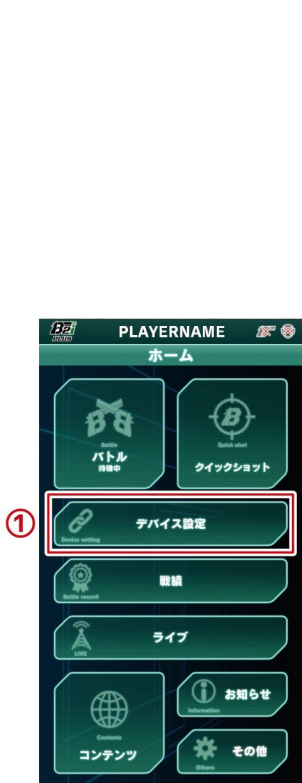 PLUS
PLAYERNAME
ホーム
Battle
バトル
待機中
Quick shot
クイックショット
①
Device setting
デバイス設定
Battle record
戦績
LIVE
ライブ
Contents
コンテンツ
Information
お知らせ
Others
その他